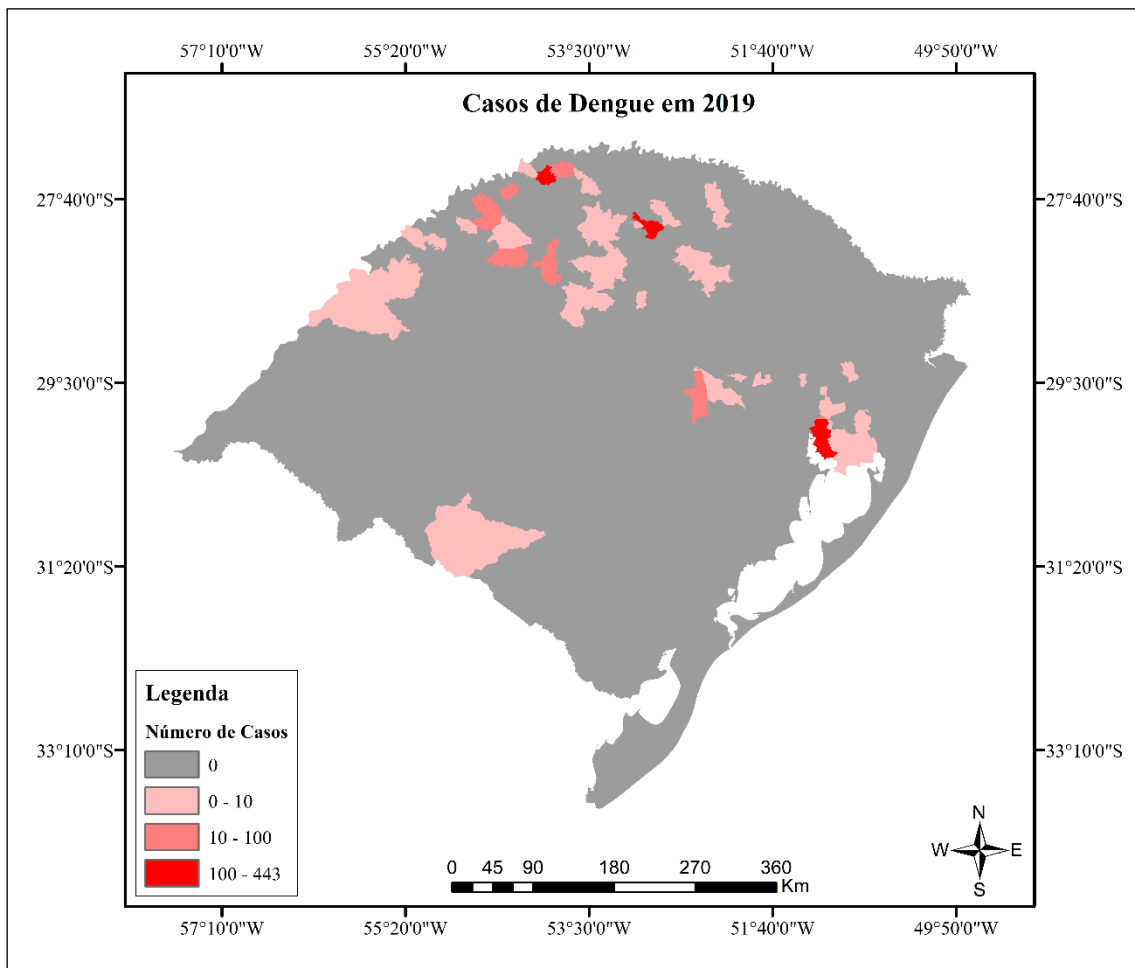 57°10'0"W 55°20'0"W 53°30'0"W 51°40'0"W 49°50'0"W
Casos de Dengue em 2019
27°40'0"S 27°40'0"S
29°30'0"S 29°30'0"S
31°20'0"S 31°20'0"S
33°10'0"S 33°10'0"S
Legenda
Número de Casos
0
0 - 10
10 - 100
100 - 443
0 45 90 180 270 360
Km
N
W E
S
57°10'0"W 55°20'0"W 53°30'0"W 51°40'0"W 49°50'0"W